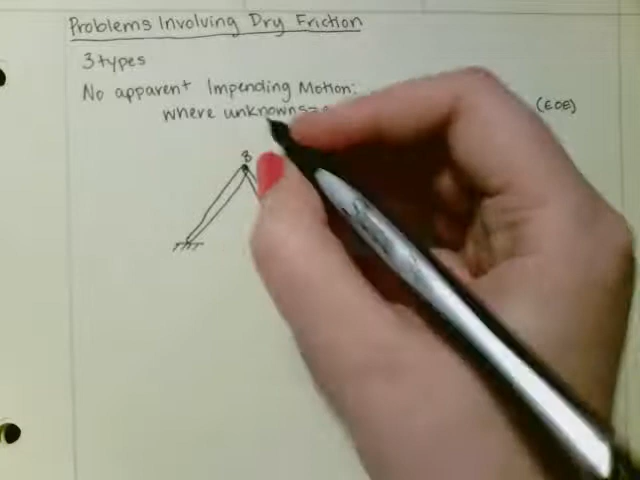 Problems Involving Dry Friction
3 types
No apparent Impending Motion:
where unknowns= (EOE)
B